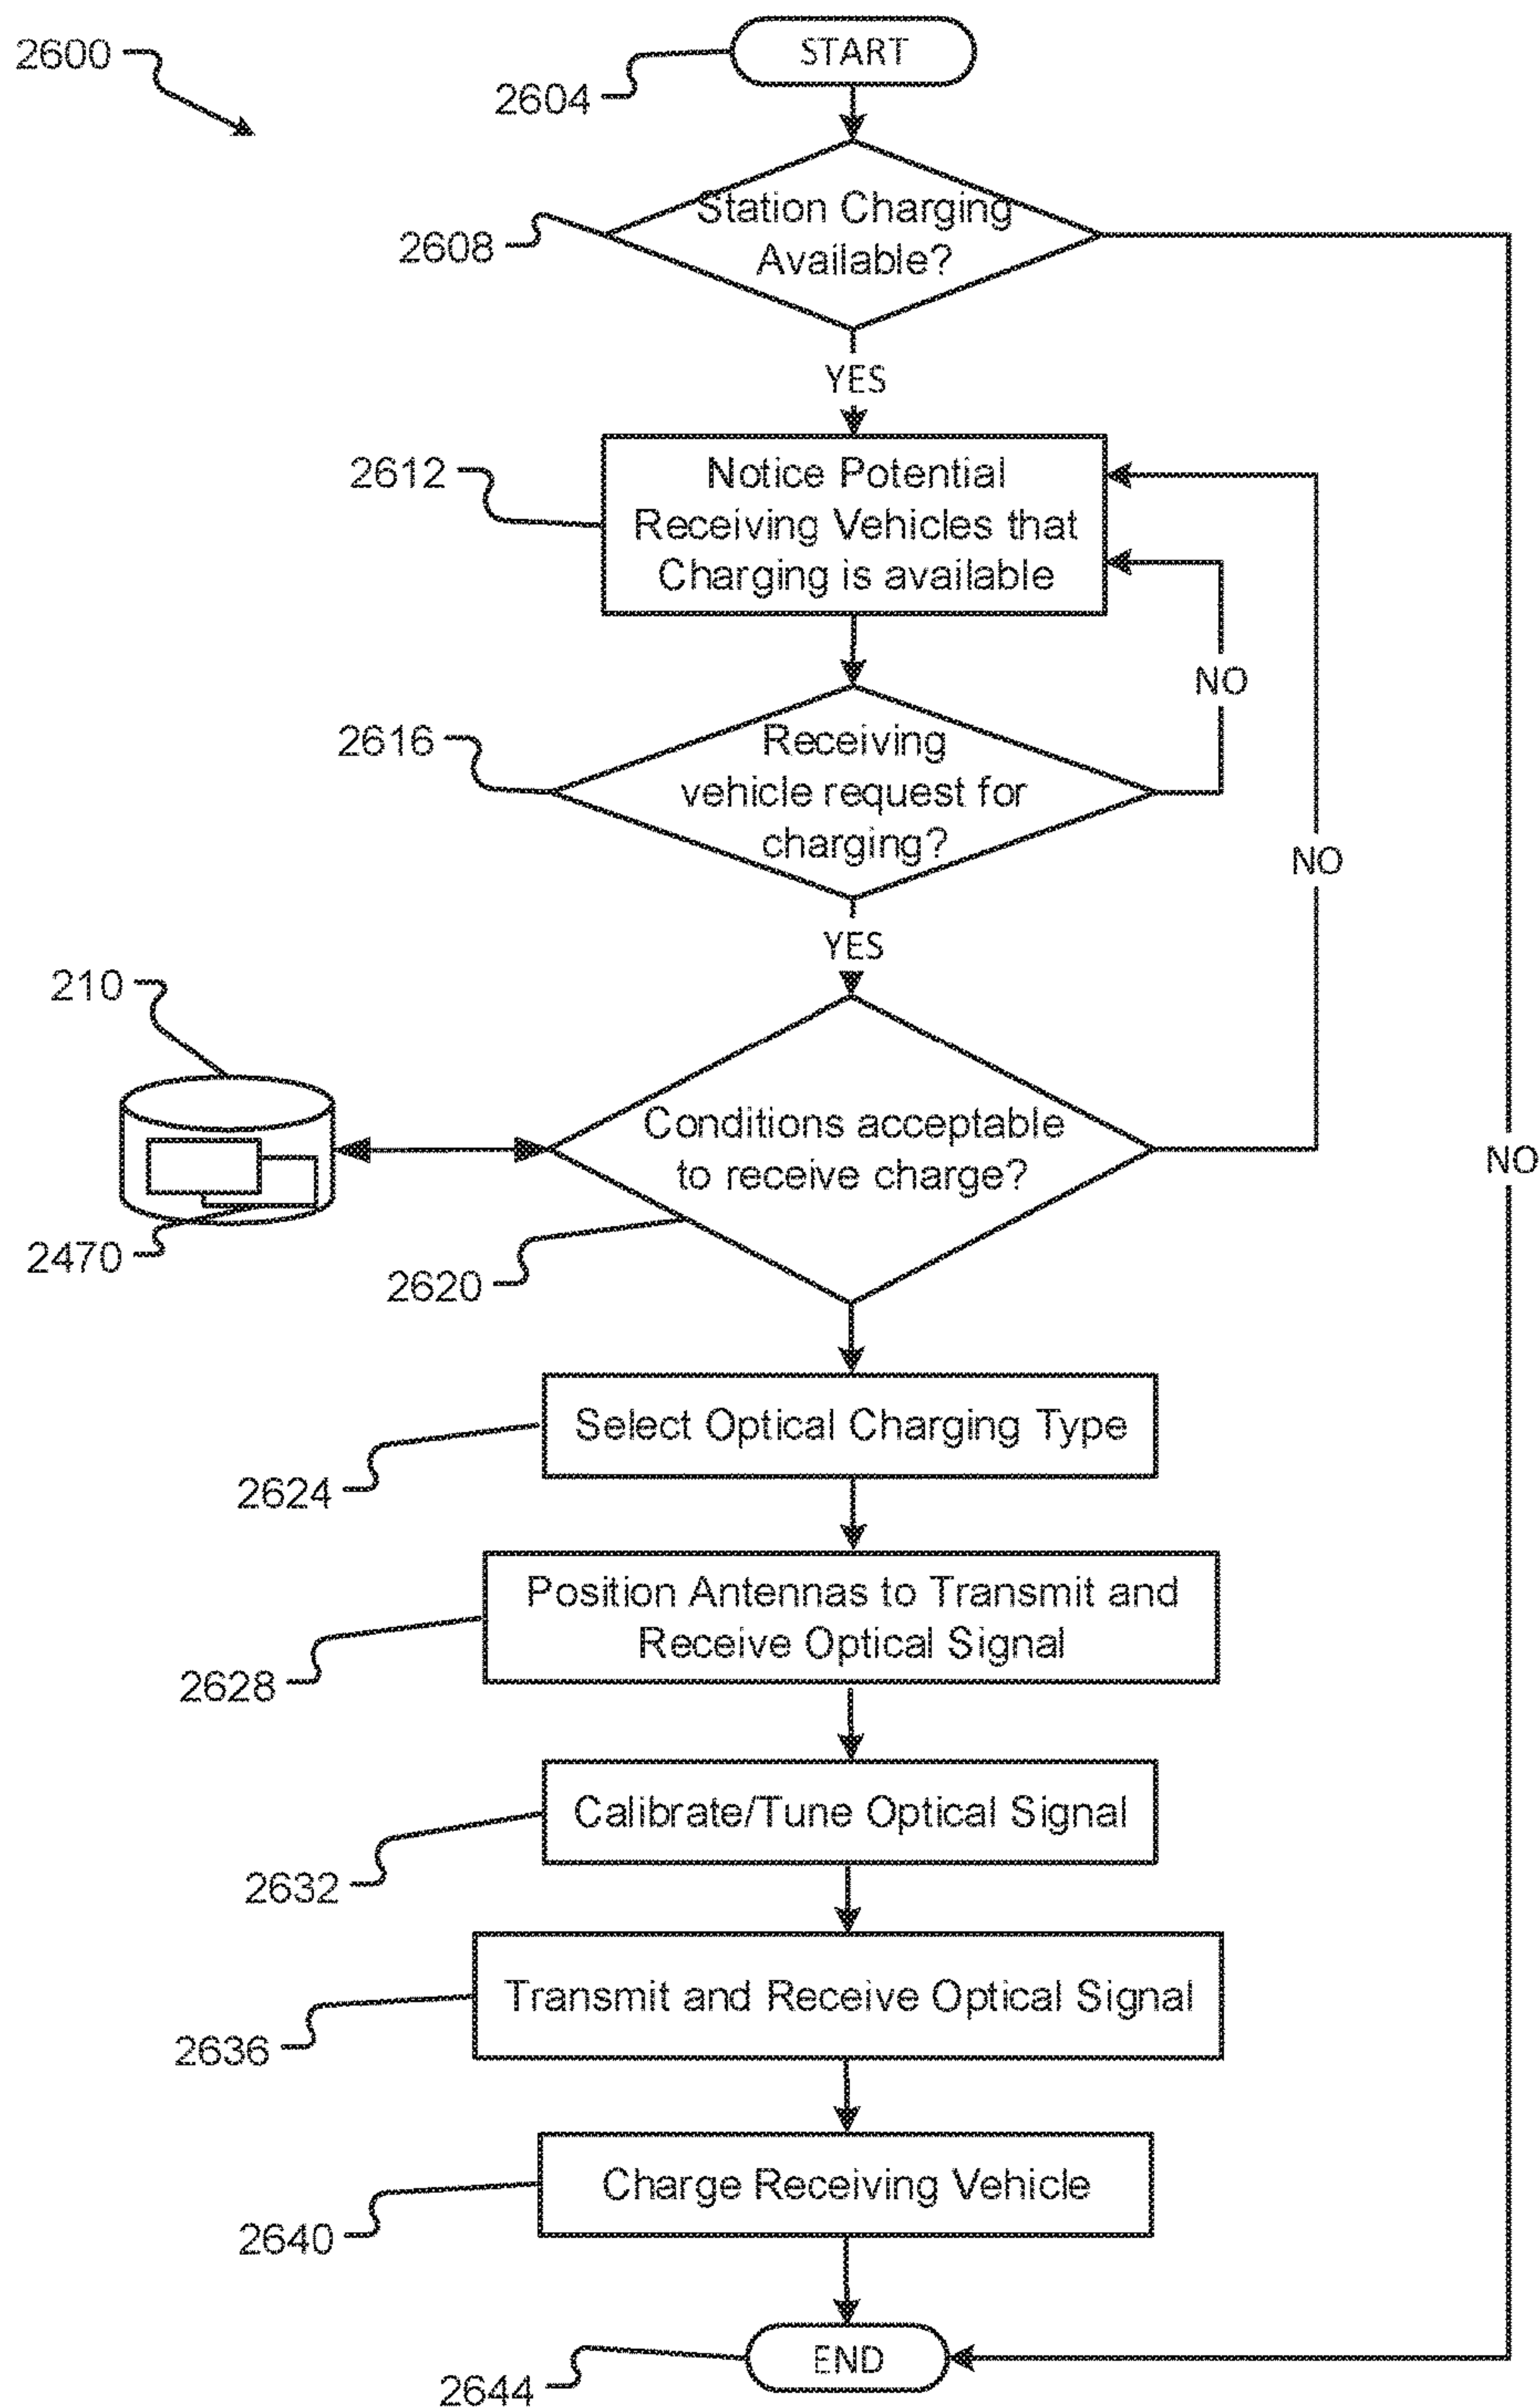 2600
START
2604
Station Charging
Available?
2608
YES
2612
Notice Potential
Receiving Vehicles that
Charging is available
NO
2616
Receiving
vehicle request for
charging?
NO
YES
210
Conditions acceptable
to receive charge?
NO
2470
2620
Select Optical Charging Type
2624
Position Antennas to Transmit and
Receive Optical Signal
2628
Calibrate/Tune Optical Signal
2632
Transmit and Receive Optical Signal
2636
Charge Receiving Vehicle
2640
END
2644